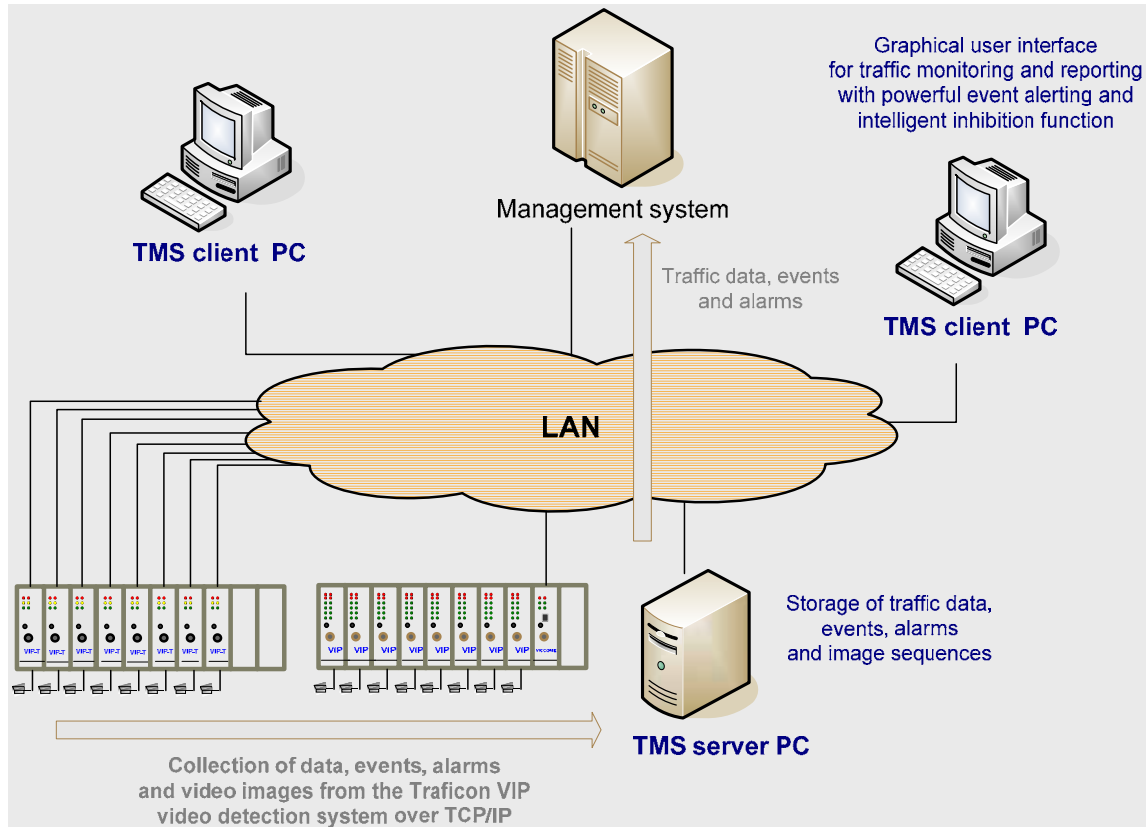 Graphical user interface
for traffic monitoring and reporting
with powerful event alerting and
intelligent inhibition function
Management system
TMS client PC
Traffic data, events
and alarms
TMS client PC
LAN
VIP-T VIP-T VIP-T VIP-T VIP-T VIP-T VIP-T VIP-T
VIP VIP VIP VIP VIP VIP VIP VIP
Storage of traffic data,
events, alarms
and image sequences
TMS server PC
Collection of data, events, alarms
and video images from the Traficon VIP
video detection system over TCP/IP